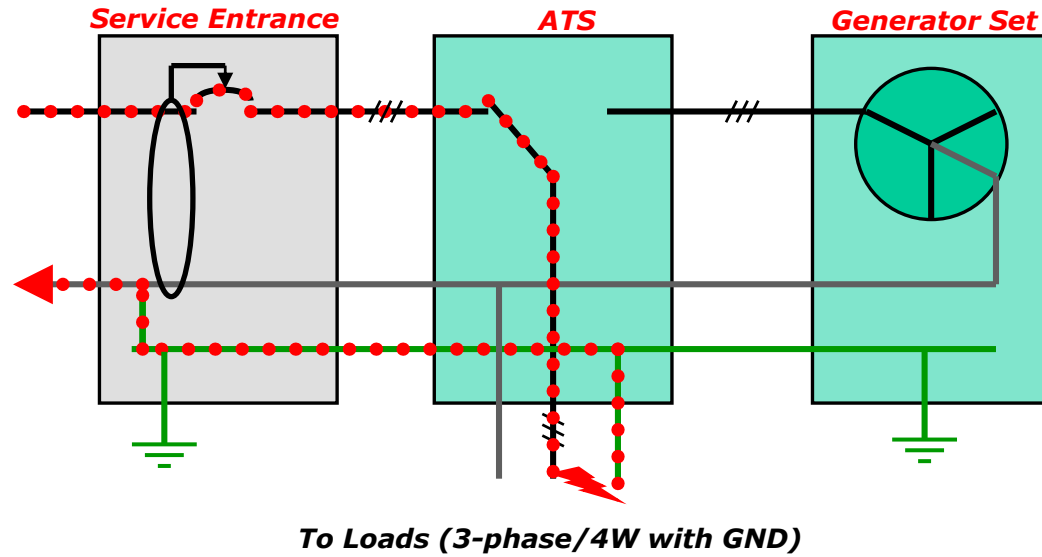 Service Entrance
ATS
Generator Set
To Loads (3-phase/4W with GND)